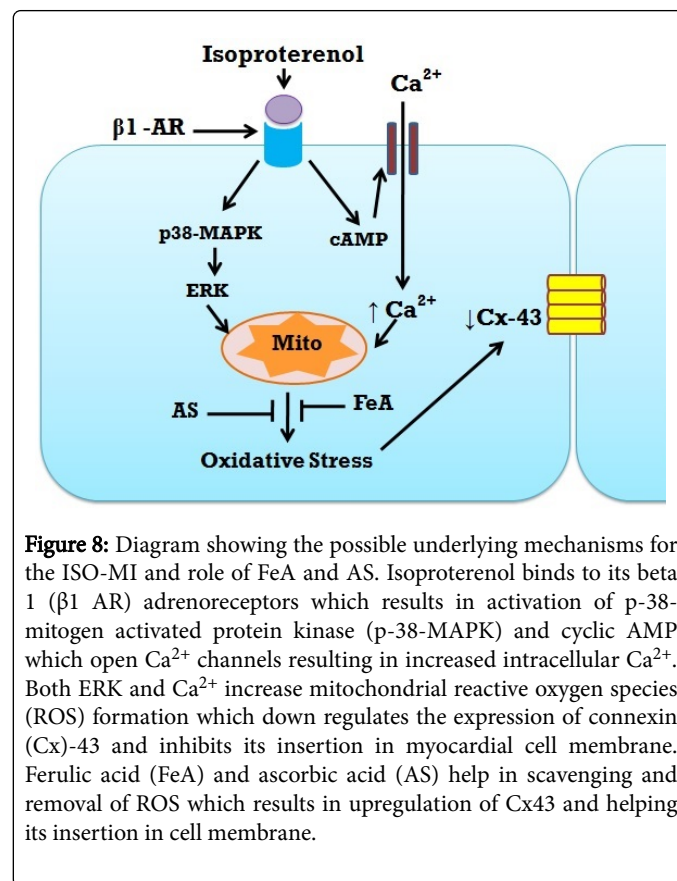 Isoproterenol
Ca²⁺
β1 -AR
p38-MAPK
cAMP
ERK
↑ Ca²⁺
↓Cx-43
Mito
AS
FeA
Oxidative Stress
Figure 8: Diagram showing the possible underlying mechanisms for
the ISO-MI and role of FeA and AS. Isoproterenol binds to its beta
1 (β1 AR) adrenoreceptors which results in activation of p-38-
mitogen activated protein kinase (p-38-MAPK) and cyclic AMP
which open Ca²⁺ channels resulting in increased intracellular Ca²⁺.
Both ERK and Ca²⁺ increase mitochondrial reactive oxygen species
(ROS) formation which down regulates the expression of connexin
(Cx)-43 and inhibits its insertion in myocardial cell membrane.
Ferulic acid (FeA) and ascorbic acid (AS) help in scavenging and
removal of ROS which results in upregulation of Cx43 and helping
its insertion in cell membrane.